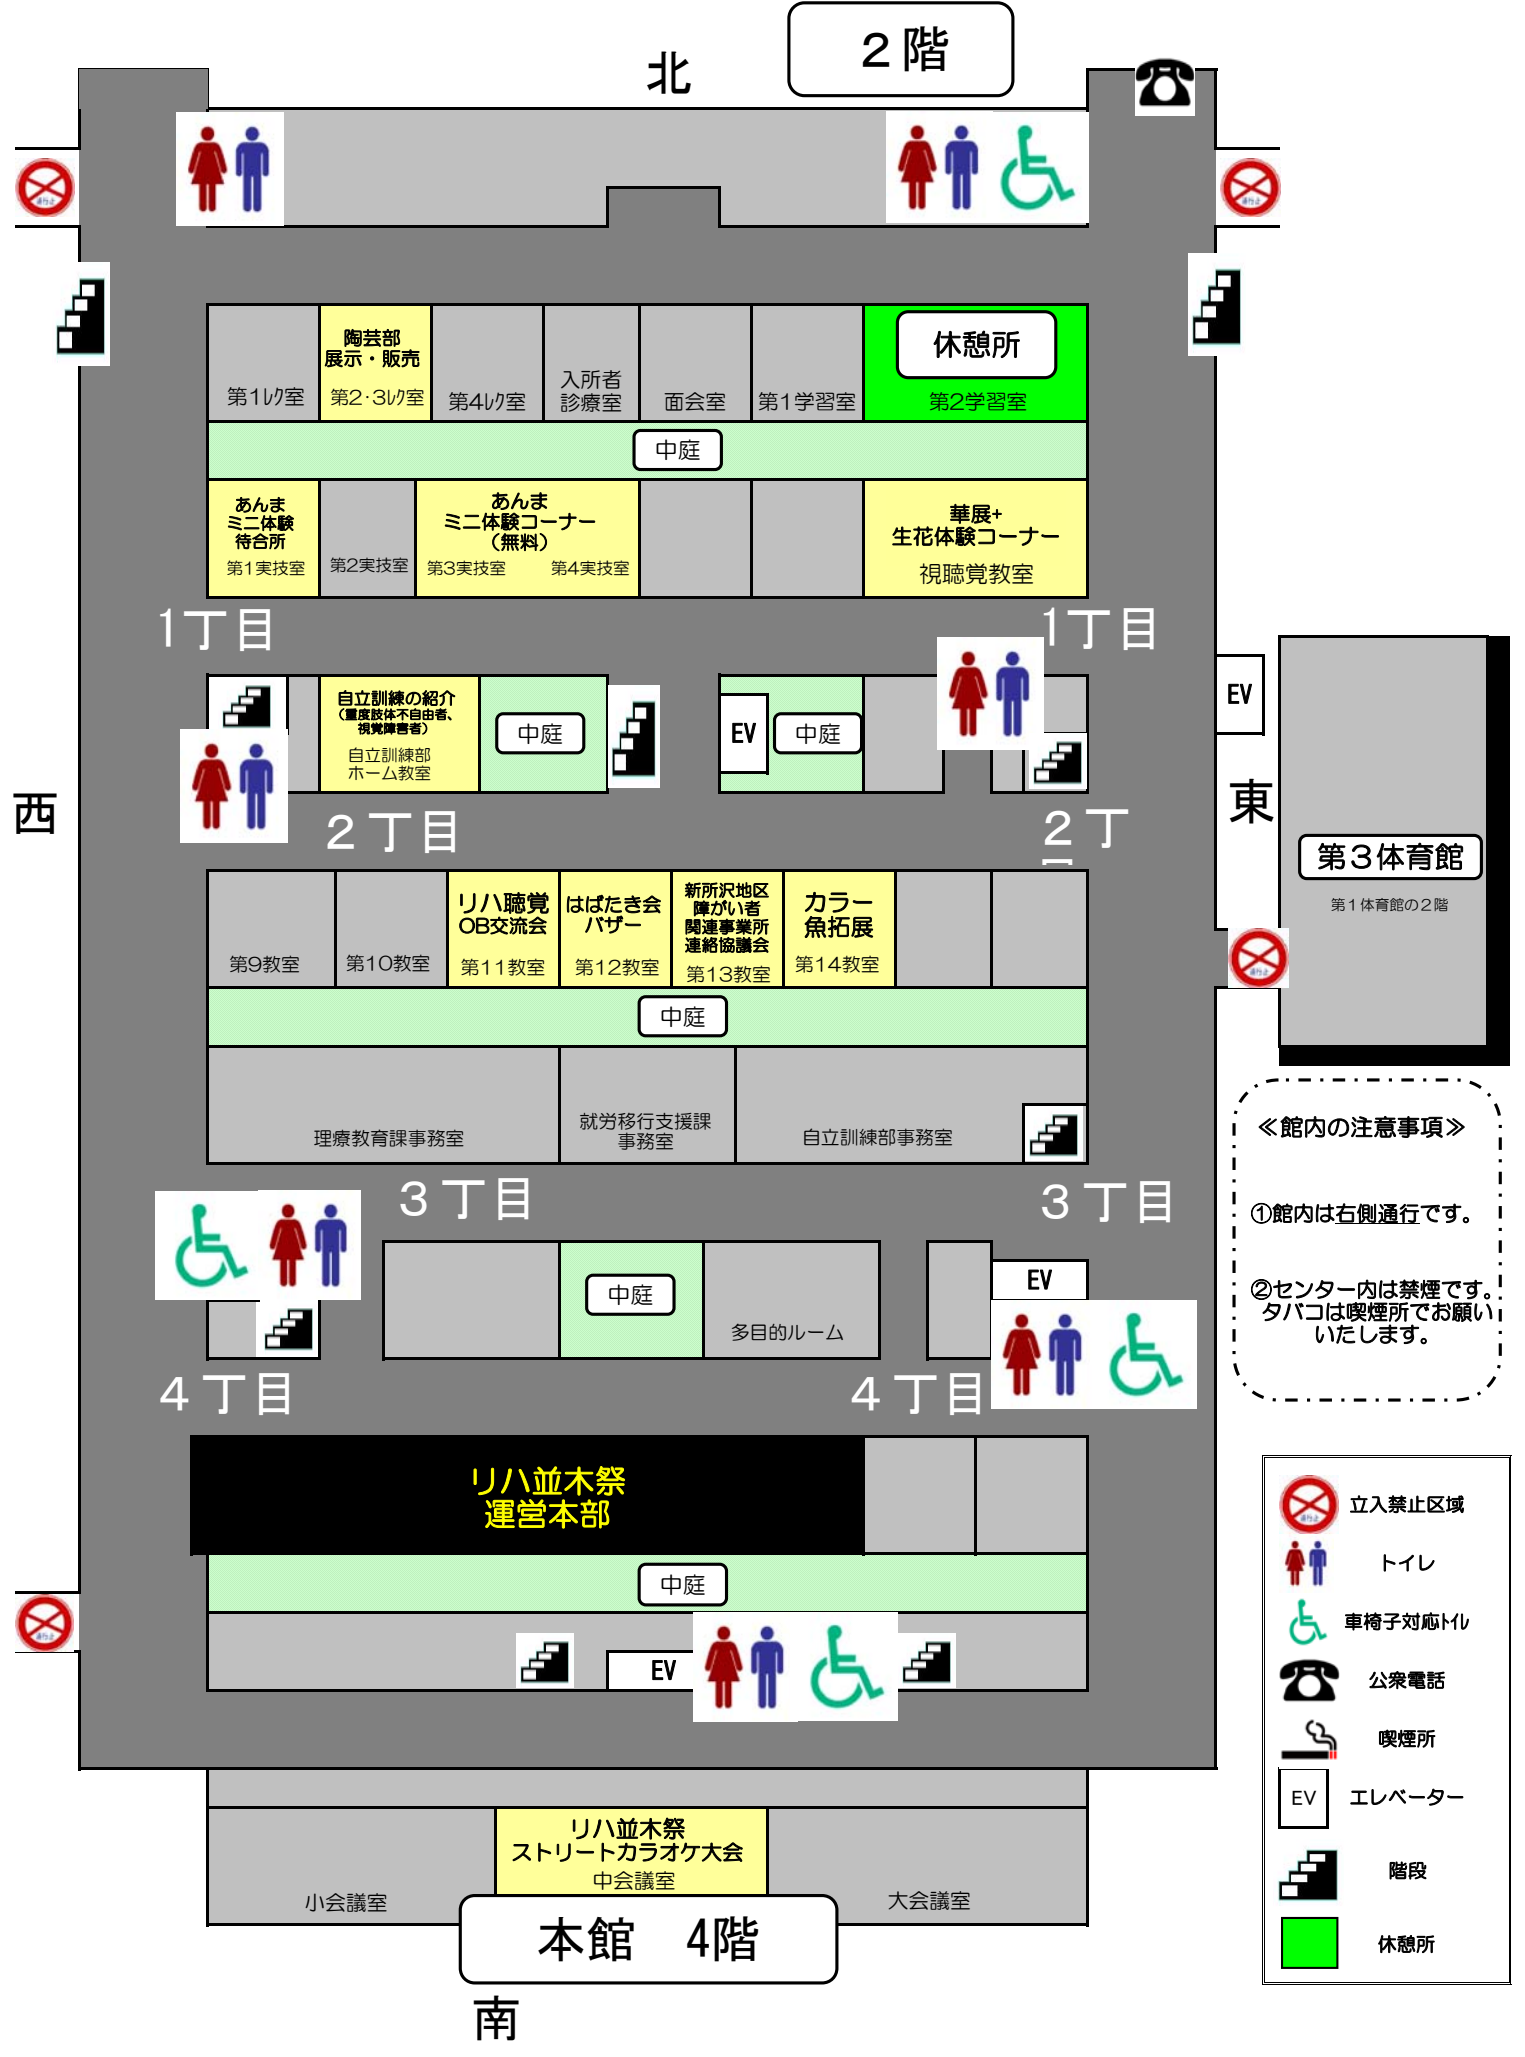 2階
北
陶芸部
展示・販売
第1ﾚｸ室
第2・3ﾚｸ室
第4ﾚｸ室
入所者
診療室
面会室
第1学習室
休憩所
第2学習室
中庭
あんま
ミニ体験
待合所
第1実技室
第2実技室
あんま
ミニ体験コーナー
（無料）
第3実技室
第4実技室
華展+
生花体験コーナー
視聴覚教室
1丁目
1丁目
自立訓練の紹介
（重度肢体不自由者、
視覚障害者）
自立訓練部
ホーム教室
中庭
EV
中庭
EV
西
東
2丁目
2丁
第3体育館
第1体育館の2階
リハ聴覚
OB交流会
はばたき会
バザー
新所沢地区
障がい者
関連事業所
連絡協議会
カラー
魚拓展
第9教室
第10教室
第11教室
第12教室
第13教室
第14教室
中庭
理療教育課事務室
就労移行支援課
事務室
自立訓練部事務室
≪館内の注意事項≫
①館内は右側通行です。
②センター内は禁煙です。
タバコは喫煙所でお願い
いたします。
3丁目
3丁目
中庭
多目的ルーム
EV
4丁目
4丁目
リハ並木祭
運営本部
中庭
EV
リハ並木祭
ストリートカラオケ大会
中会議室
小会議室
大会議室
本館 4階
南
立入禁止区域
トイレ
車椅子対応ﾄｲﾚ
公衆電話
喫煙所
EV
エレベーター
階段
休憩所